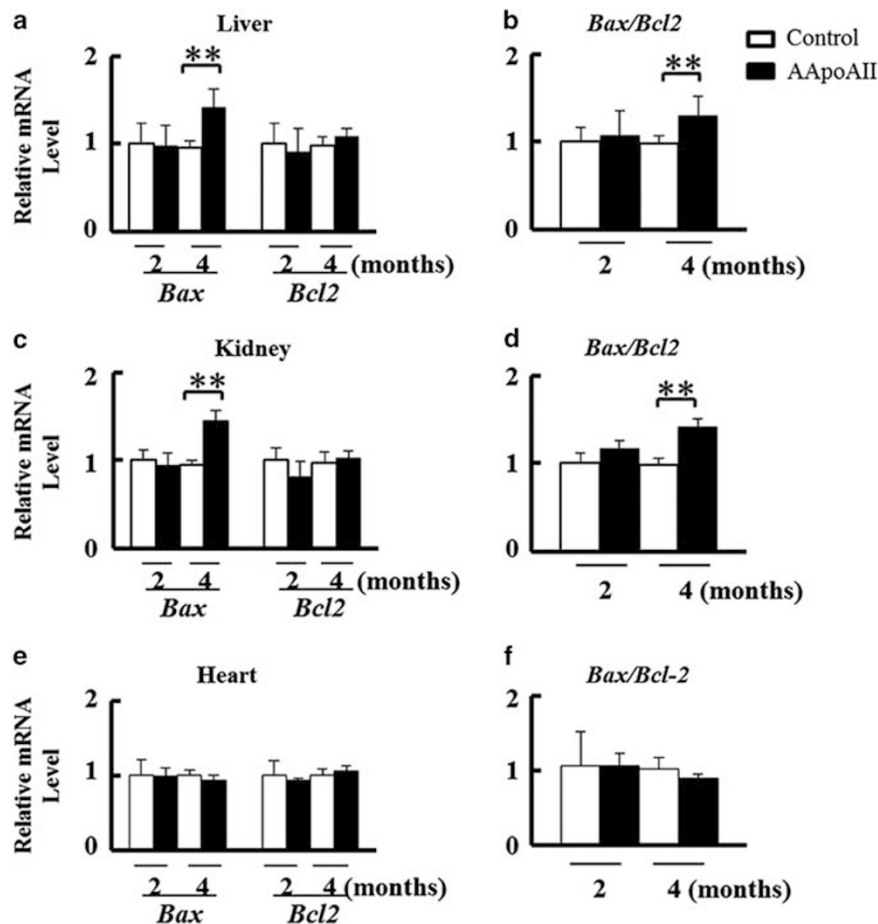 a
Liver
Relative mRNA
Level
2
**
1
0
2 4 2 4 (months)
Bax Bcl2
b
Bax/Bcl2
2
**
1
0
2 4 (months)
Control
AApoAII
c
Kidney
Relative mRNA
Level
2
**
1
0
2 4 2 4 (months)
Bax Bcl2
d
Bax/Bcl2
2
**
1
0
2 4 (months)
e
Heart
Relative mRNA
Level
2
1
0
2 4 2 4 (months)
Bax Bcl2
f
Bax/Bcl-2
2
1
0
2 4 (months)